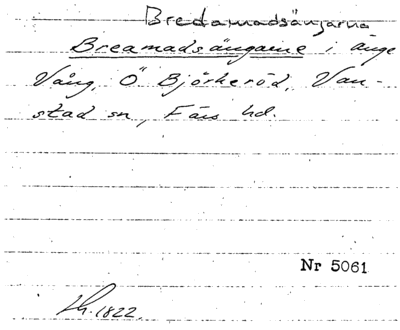 Bredamadsängarna
Breamadsängarne i änge
Vång, Ö Björkeröd, Van-
stad sn, Färs hd.
Nr 5061
1822.